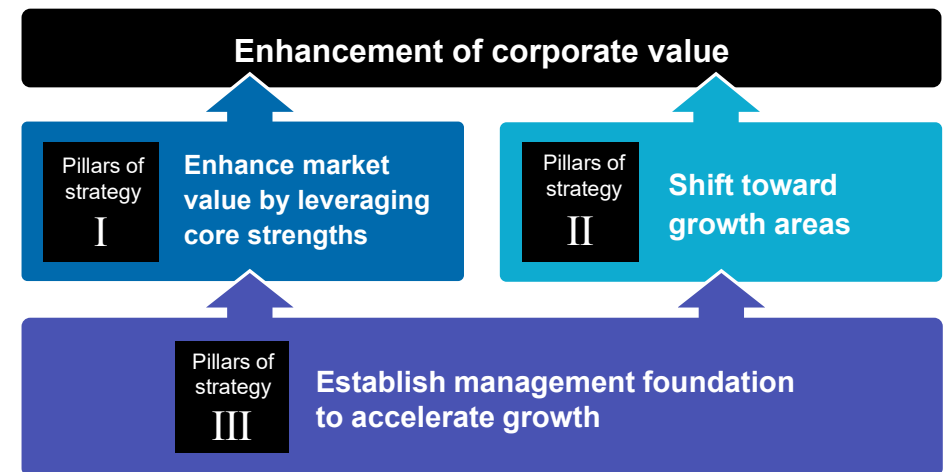 Enhancement of corporate value
Pillars of
strategy
I
Enhance market
value by leveraging
core strengths
Pillars of
strategy
II
Shift toward
growth areas
Pillars of
strategy
III
Establish management foundation
to accelerate growth